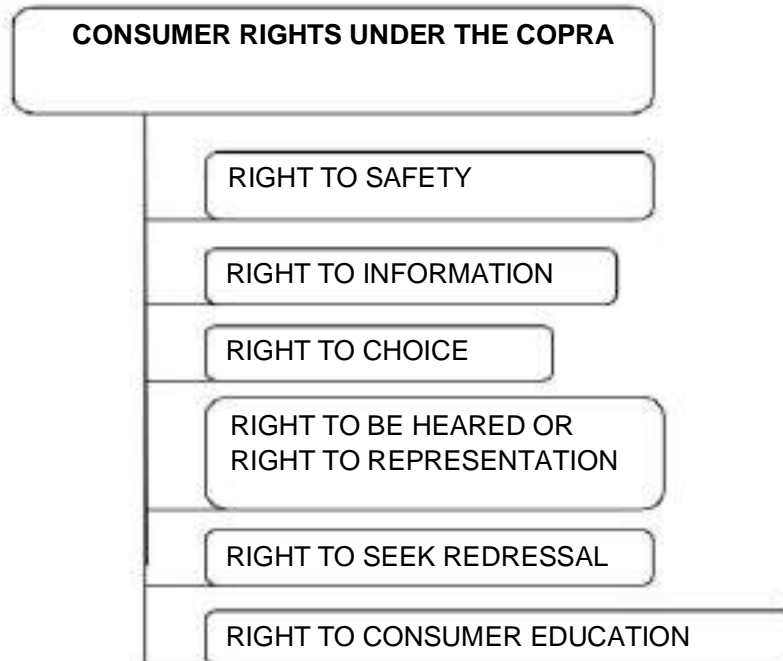 CONSUMER RIGHTS UNDER THE COPRA
RIGHT TO SAFETY
RIGHT TO INFORMATION
RIGHT TO CHOICE
RIGHT TO BE HEARED OR
RIGHT TO REPRESENTATION
RIGHT TO SEEK REDRESSAL
RIGHT TO CONSUMER EDUCATION